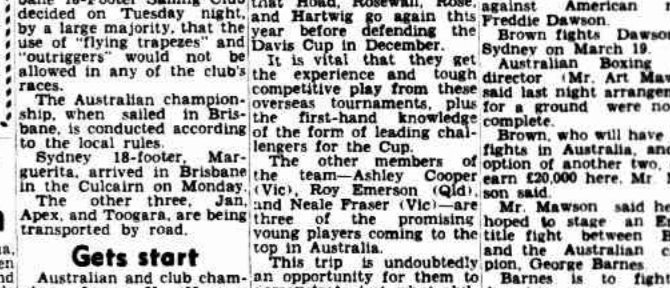 bane 18-Footer Sailing Club
decided on Tuesday night,
by a large majority, that the
use of "flying trapezes" and
"outriggers" would not be
allowed in any of the club's
races.
The Australian champion-
ship, when sailed in Bris-
bane, is conducted according
to the local rules.
Sydney 18-footer, Mar-
guerita, arrived in Brisbane
in the Culcairn on Monday.
The other three, Jan,
Apex, and Toogara, are being
transported by road.
Gets start
Australian and club cham-
that Hoad, Rosewall, Rose,
and Hartwig go again this
year before defending the
Davis Cup in December.
It is vital that they get
the experience and tough
competitive play from these
overseas tournaments, plus
the first-hand knowledge
of the form of leading chal-
lengers for the Cup.
The other members of
the team—Ashley Cooper
(Vic), Roy Emerson (Qld),
and Neale Fraser (Vic)—are
three of the promising
young players coming to the
top in Australia.
This trip is undoubtedly
an opportunity for them to
against American
Freddie Dawson.
Brown fights Dawso
Sydney on March 19.
Australian Boxing
director (Mr. Art Ma
said last night arrangem
for a ground were no
complete.
Brown, who will have
fights in Australia, and
option of another two,
earn £20,000 here. Mr.
son said.
Mr. Mawson said he
hoped to stage an E
title fight between B
and the Australian c
pion, George Barnes.
Barnes is to fight